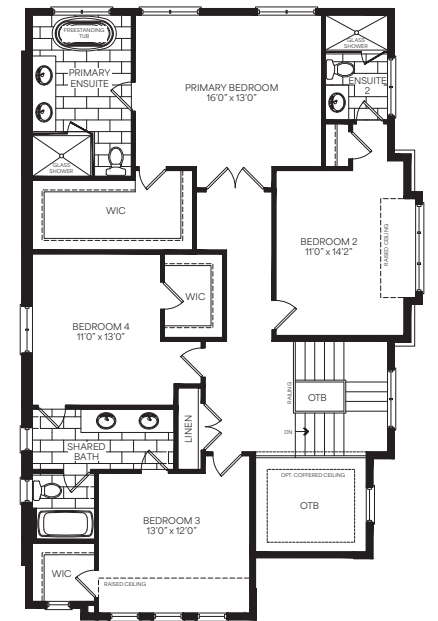 FREESTANDING
TUB
GLASS
SHOWER
PRIMARY
ENSUITE
PRIMARY BEDROOM
16'0" x 13'0"
ENSUITE
2
GLASS
SHOWER
WIC
BEDROOM 2
11'0" x 14'2"
RAISED CEILING
WIC
BEDROOM 4
11'0" x 13'0"
RAILING
OTB
LINEN
DN
SHARED
BATH
OPT. COFFERED CEILING
OTB
BEDROOM 3
13'0" x 12'0"
WIC
RAISED CEILING